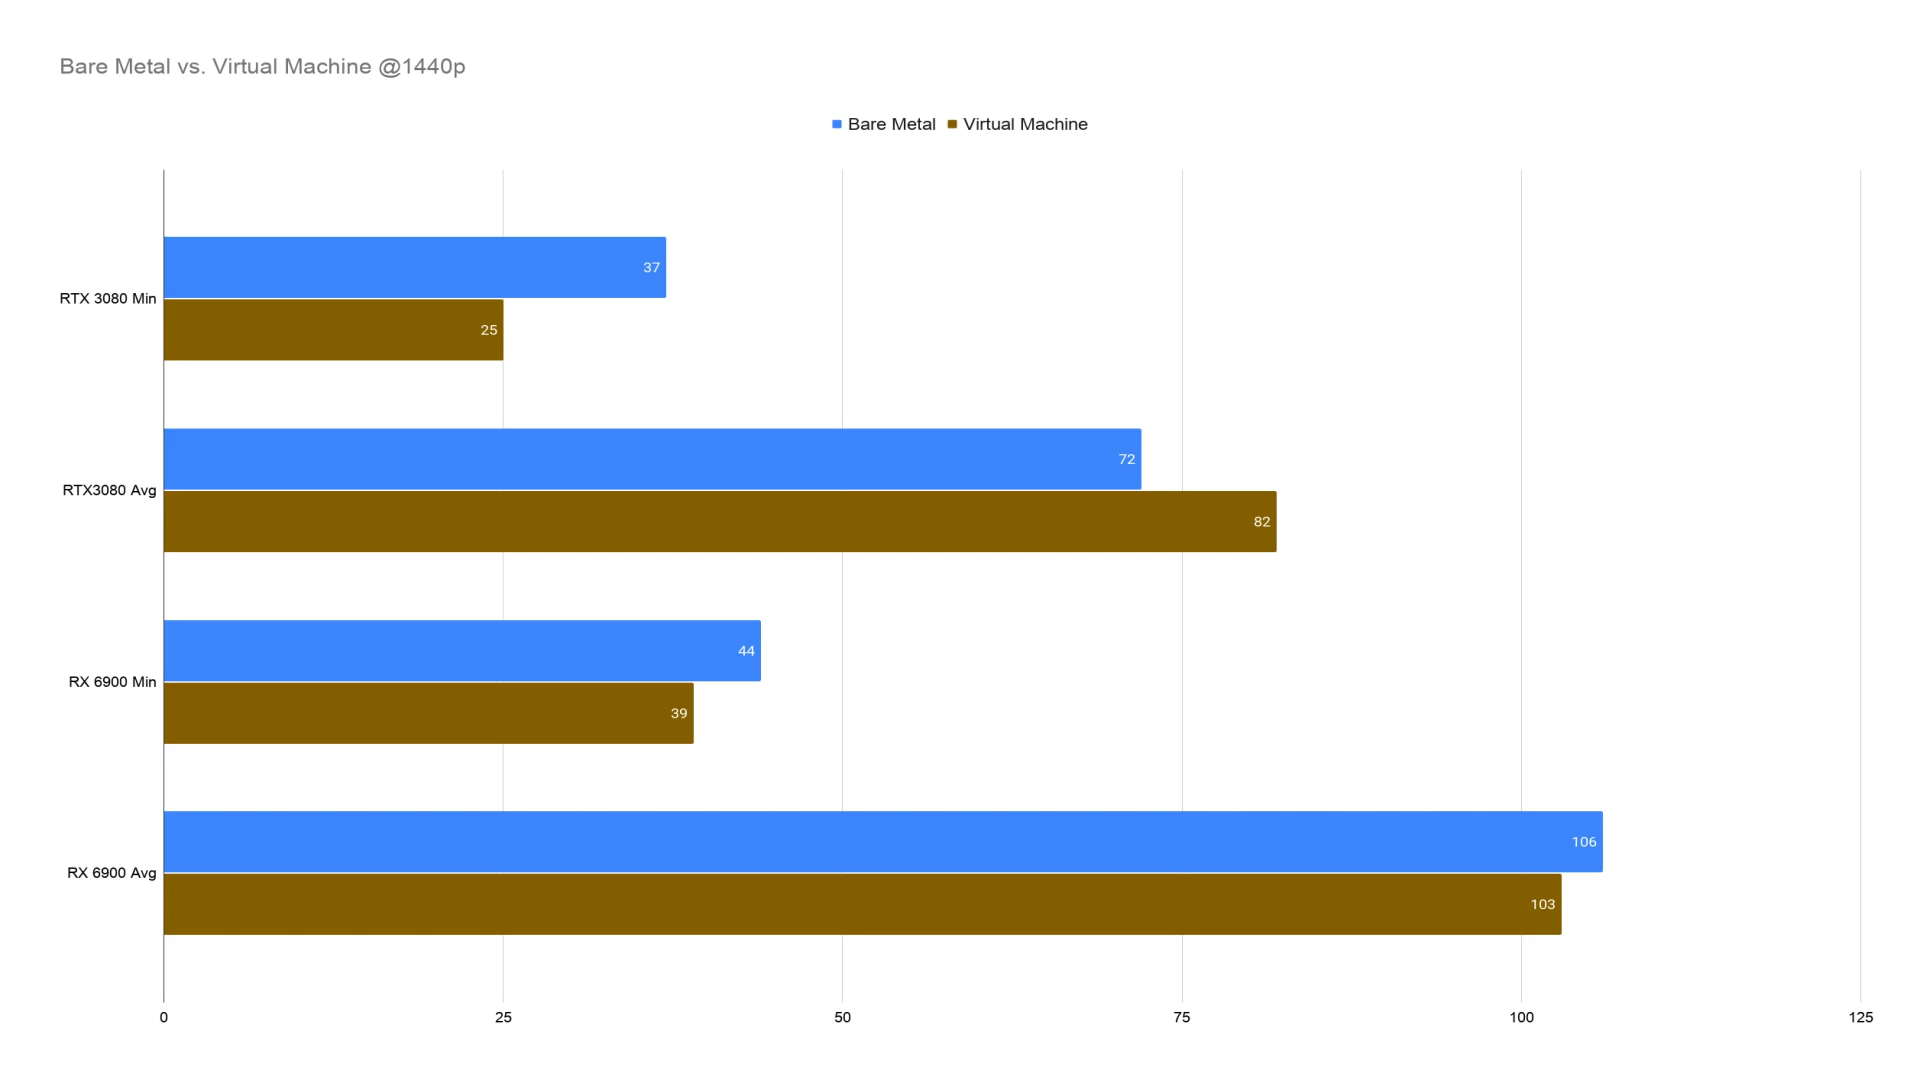 Bare Metal vs. Virtual Machine @1440p
Bare Metal Virtual Machine
37
RTX 3080 Min
25
72
RTX3080 Avg
82
44
RX 6900 Min
39
106
RX 6900 Avg
103
0 25 50 75 100 125